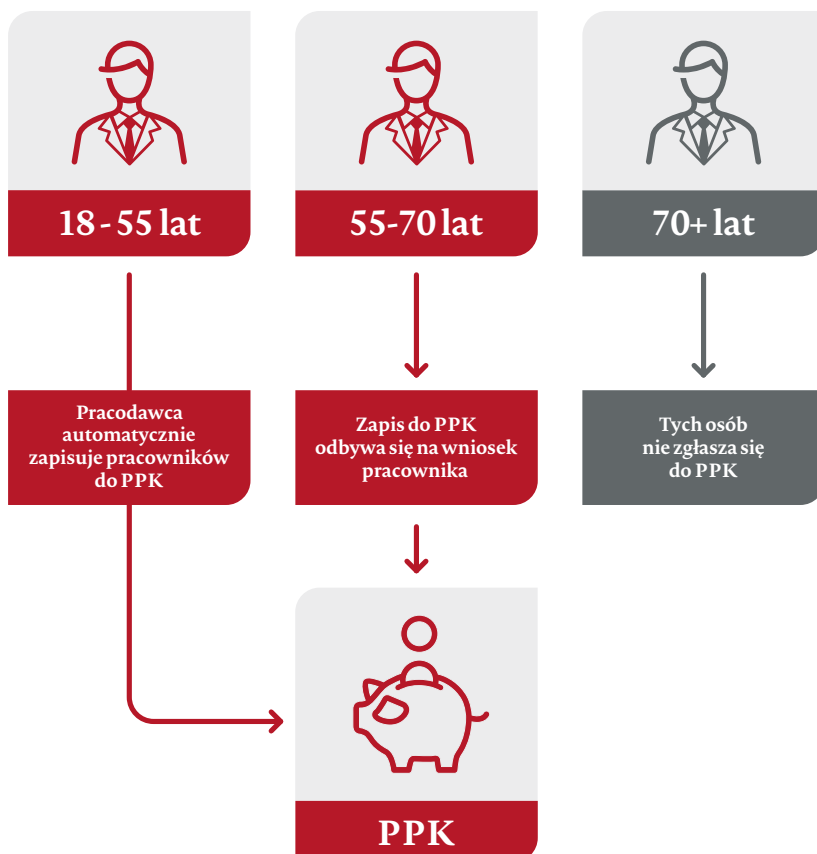 18 - 55 lat
55-70 lat
70+ lat
Pracodawca
automatycznie
zapisuje pracowników
do PPK
Zapis do PPK
odbywa się na wniosek
pracownika
Tych osób
nie zgłasza się
do PPK
PPK